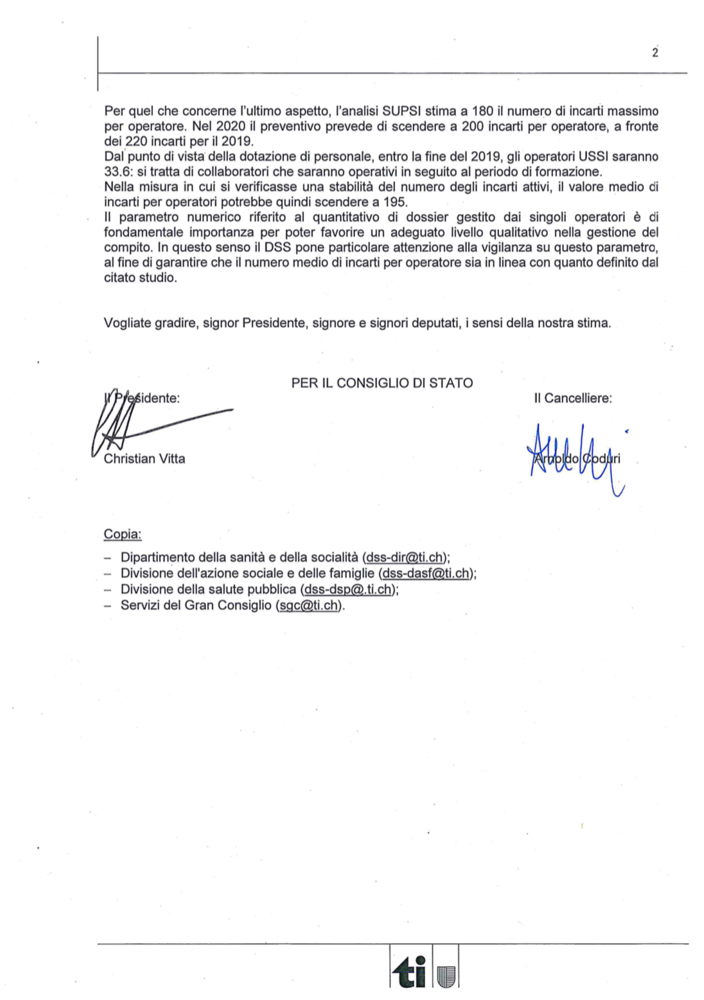 2
Per quel che concerne l'ultimo aspetto, l'analisi SUPSI stima a 180 il numero di incarti massimo
per operatore. Nel 2020 il preventivo prevede di scendere a 200 incarti per operatore, a fronte
dei 220 incarti per il 2019.
Dal punto di vista della dotazione di personale, entro la fine del 2019, gli operatori USSI saranno
33.6: si tratta di collaboratori che saranno operativi in seguito al periodo di formazione.
Nella misura in cui si verificasse una stabilità del numero degli incarti attivi, il valore medio di
incarti per operatori potrebbe quindi scendere a 195.
Il parametro numerico riferito al quantitativo di dossier gestito dai singoli operatori è di
fondamentale importanza per poter favorire un adeguato livello qualitativo nella gestione del
compito. In questo senso il DSS pone particolare attenzione alla vigilanza su questo parametro,
al fine di garantire che il numero medio di incarti per operatore sia in linea con quanto definito dal
citato studio.
Vogliate gradire, signor Presidente, signore e signori deputati, i sensi della nostra stima.
PER IL CONSIGLIO DI STATO
Il Presidente: Il Cancelliere:
Christian Vitta Arnoldo Coduri
Copia:
– Dipartimento della sanità e della socialità (dss-dir@ti.ch);
– Divisione dell'azione sociale e delle famiglie (dss-dasf@ti.ch);
– Divisione della salute pubblica (dss-dsp@.ti.ch);
– Servizi del Gran Consiglio (sgc@ti.ch).
ti